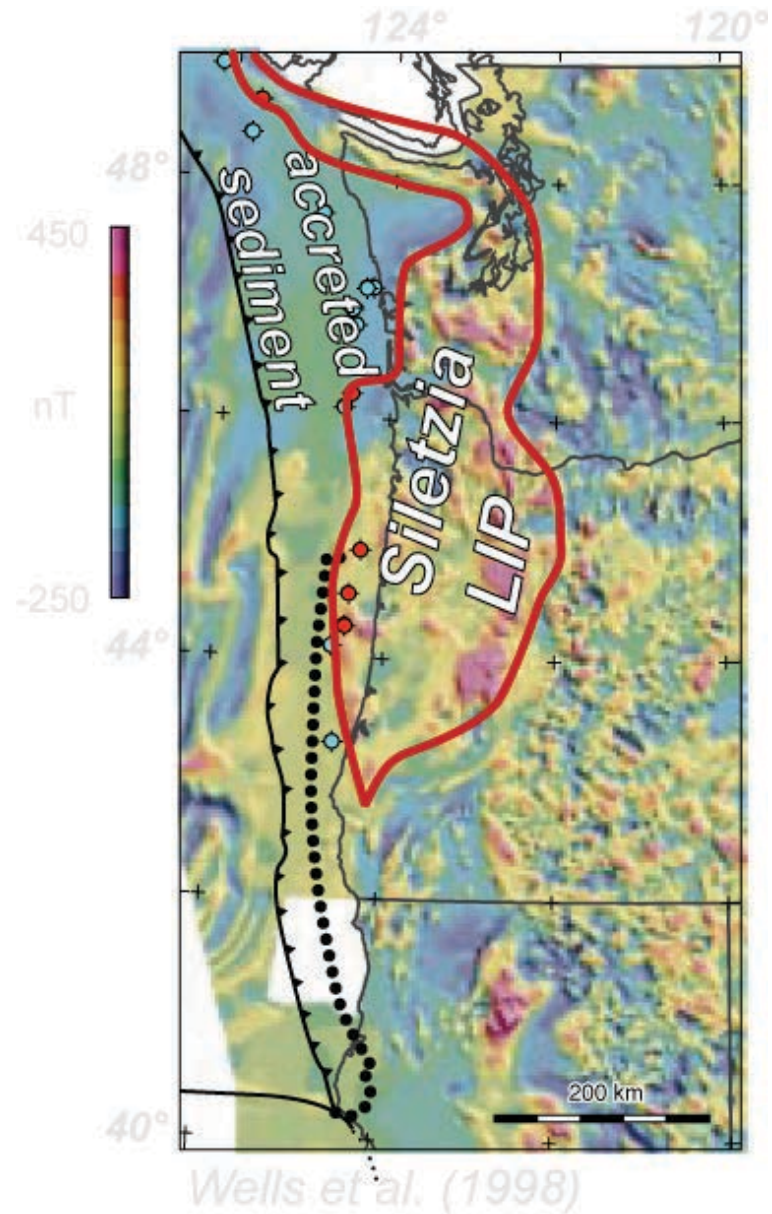 124° 120°
48°
450
nT
-250
accreted
sediment
Siletzia
LIP
44°
200 km
40°
Wells et al. (1998)